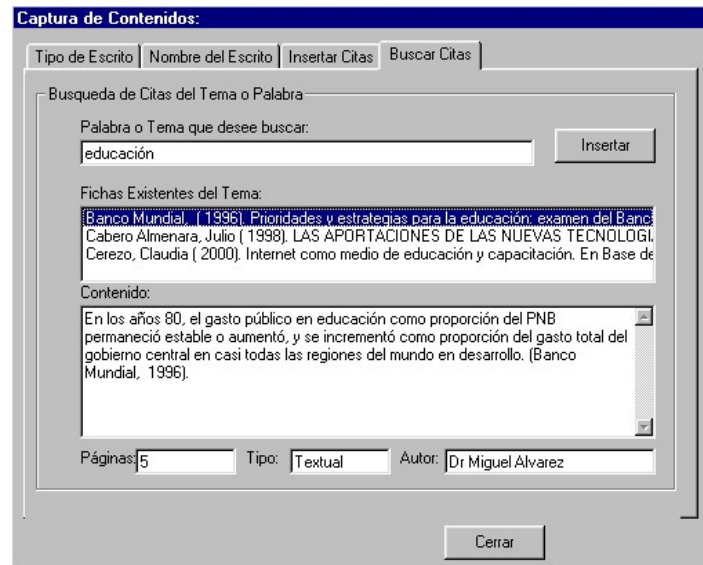 Captura de Contenidos:
Tipo de Escrito Nombre del Escrito Insertar Citas Buscar Citas
Busqueda de Citas del Tema o Palabra
Palabra o Tema que desee buscar:
educación Insertar
Fichas Existentes del Tema:
Banco Mundial, ( 1996). Prioridades y estrategias para la educación: examen del Banc
Cabero Almenara, Julio ( 1998). LAS APORTACIONES DE LAS NUEVAS TECNOLOGI
Cerezo, Claudia ( 2000). Internet como medio de educación y capacitación. En Base de
Contenido:
En los años 80, el gasto público en educación como proporción del PNB
permaneció estable o aumentó, y se incrementó como proporción del gasto total del
gobierno central en casi todas las regiones del mundo en desarrollo. (Banco
Mundial, 1996).
Páginas: 5 Tipo: Textual Autor: Dr Miguel Alvarez
Cerrar